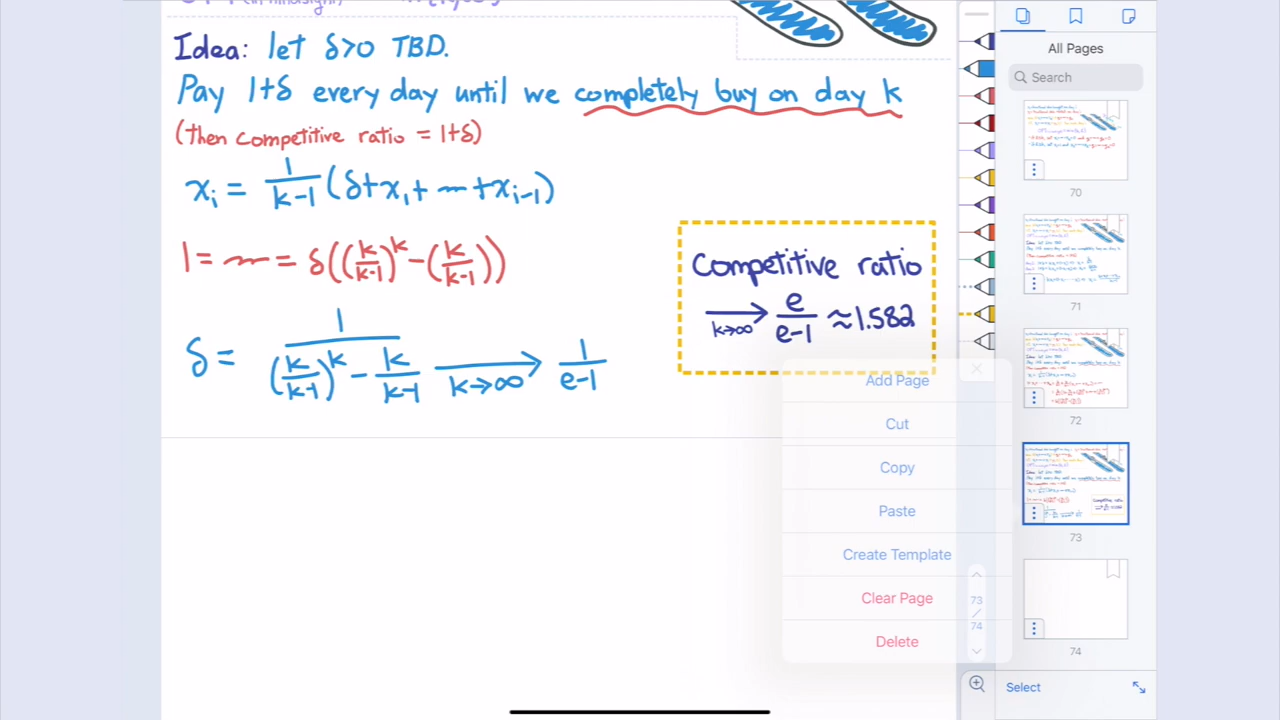 Idea: let δ>0 TBD.
Pay 1+δ every day until we completely buy on day k
(then competitive ratio = 1+δ)
xᵢ = 1/(k-1) (δ+x₁+ ⋯ +xᵢ₋₁)
1 = ⋯ = δ((k/(k-1))ᵏ - (k/(k-1)))
δ = 1/((k/(k-1))ᵏ - k/(k-1)) ⟶ k→∞ 1/(e-1)
Competitive ratio
⟶ k→∞ e/(e-1) ≈1.582
Add Page
Cut
Copy
Paste
Create Template
Clear Page
Delete
73
/
74
All Pages
Search
70
71
72
73
74
Select